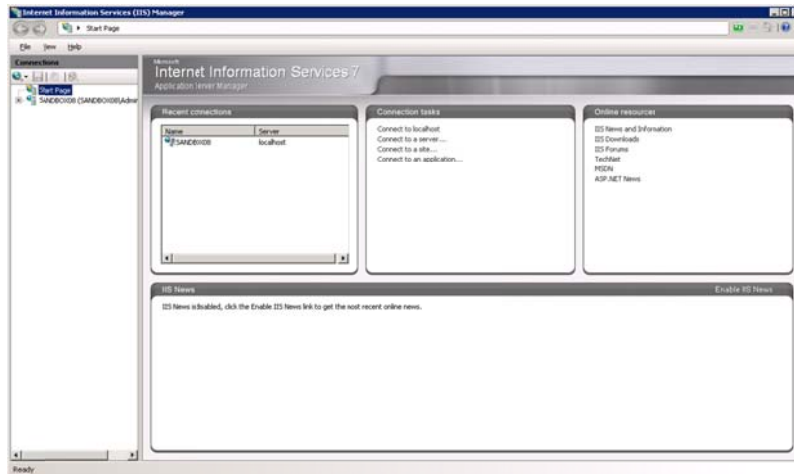 Internet Information Services (IIS) Manager
Start Page
File View Help
Connections
Start Page
SANDBOX08 (SANDBOX08\Admin
Microsoft
Internet Information Services 7
Application Server Manager
Recent connections
Name Server
SANDBOX08 localhost
Connection tasks
Connect to localhost
Connect to a server...
Connect to a site...
Connect to an application...
Online resources
IIS News and Information
IIS Downloads
IIS Forums
TechNet
MSDN
ASP.NET News
IIS News
Enable IIS News
IIS News is disabled, click the Enable IIS News link to get the most recent online news.
Ready